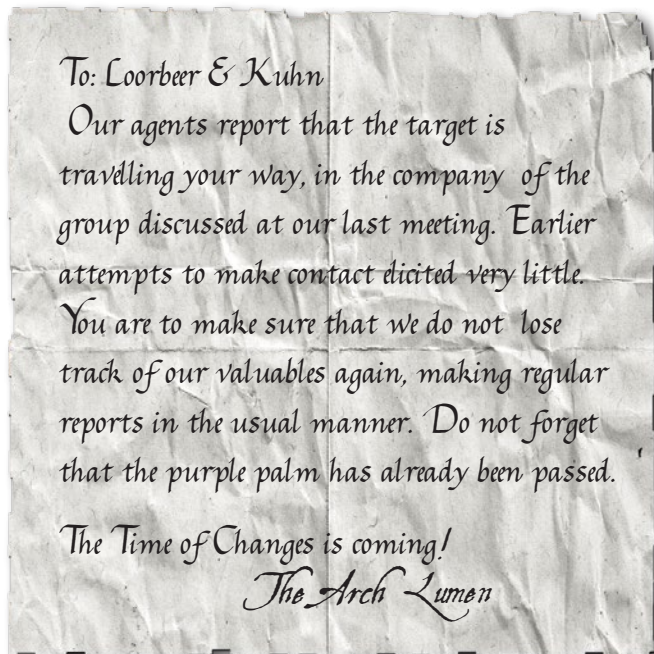 To: Loorbeer & Kuhn
Our agents report that the target is
travelling your way, in the company of the
group discussed at our last meeting. Earlier
attempts to make contact elicited very little.
You are to make sure that we do not lose
track of our valuables again, making regular
reports in the usual manner. Do not forget
that the purple palm has already been passed.
The Time of Changes is coming!
The Arch Lumen